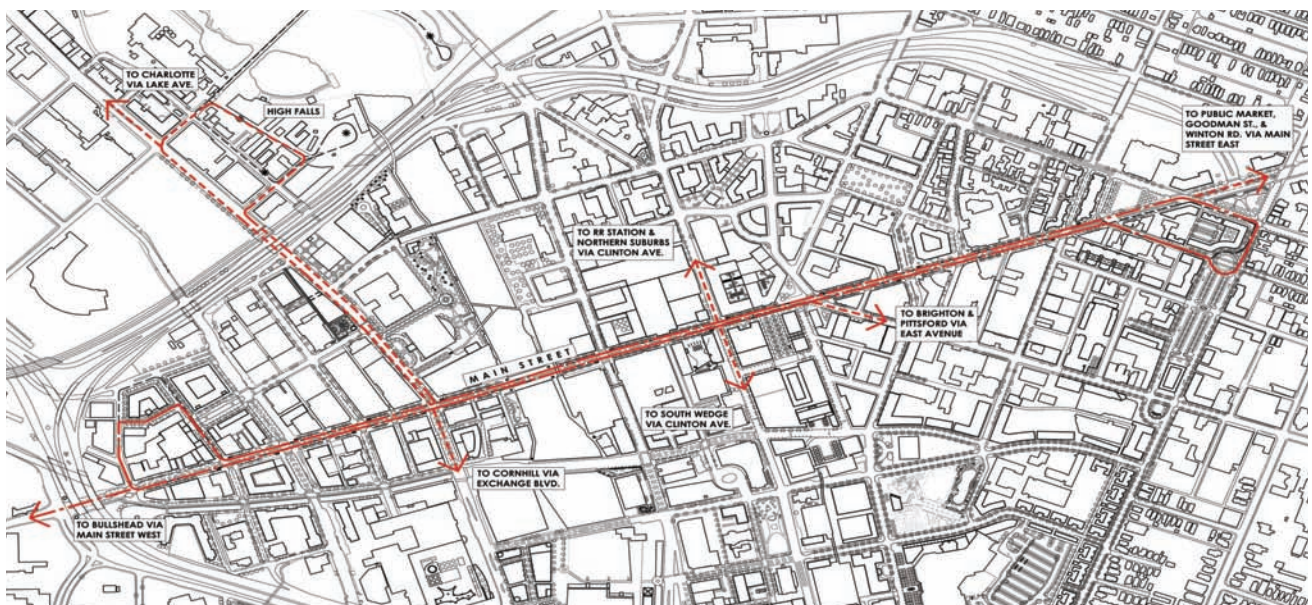 TO CHARLOTTE
VIA LAKE AVE.
HIGH FALLS
TO PUBLIC MARKET,
GOODMAN ST., &
WINTON RD. VIA MAIN
STREET EAST
TO RR STATION &
NORTHERN SUBURBS
VIA CLINTON AVE.
TO BRIGHTON &
PITTSFORD VIA
EAST AVENUE
MAIN STREET
TO SOUTH WEDGE
VIA CLINTON AVE.
TO CORNHILL VIA
EXCHANGE BLVD.
TO BULLSHEAD VIA
MAIN STREET WEST